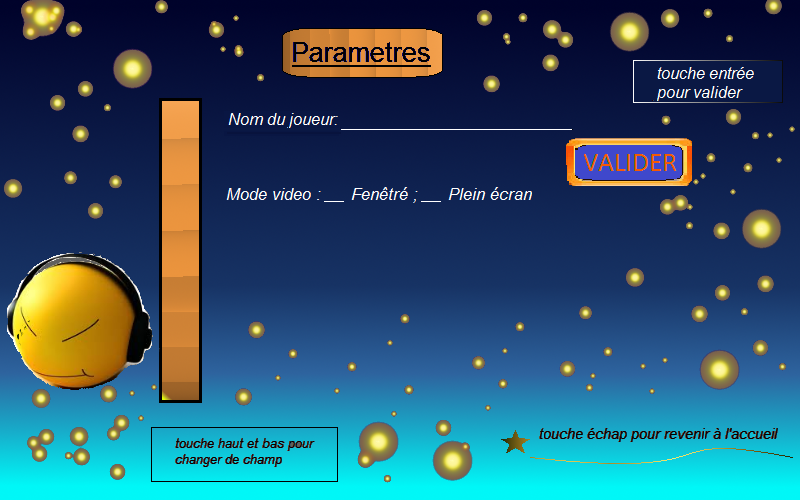 Parametres
touche entrée
pour valider
Nom du joueur:
VALIDER
Mode video : __ Fenêtré ; __ Plein écran
touche haut et bas pour
changer de champ
touche échap pour revenir à l'accueil